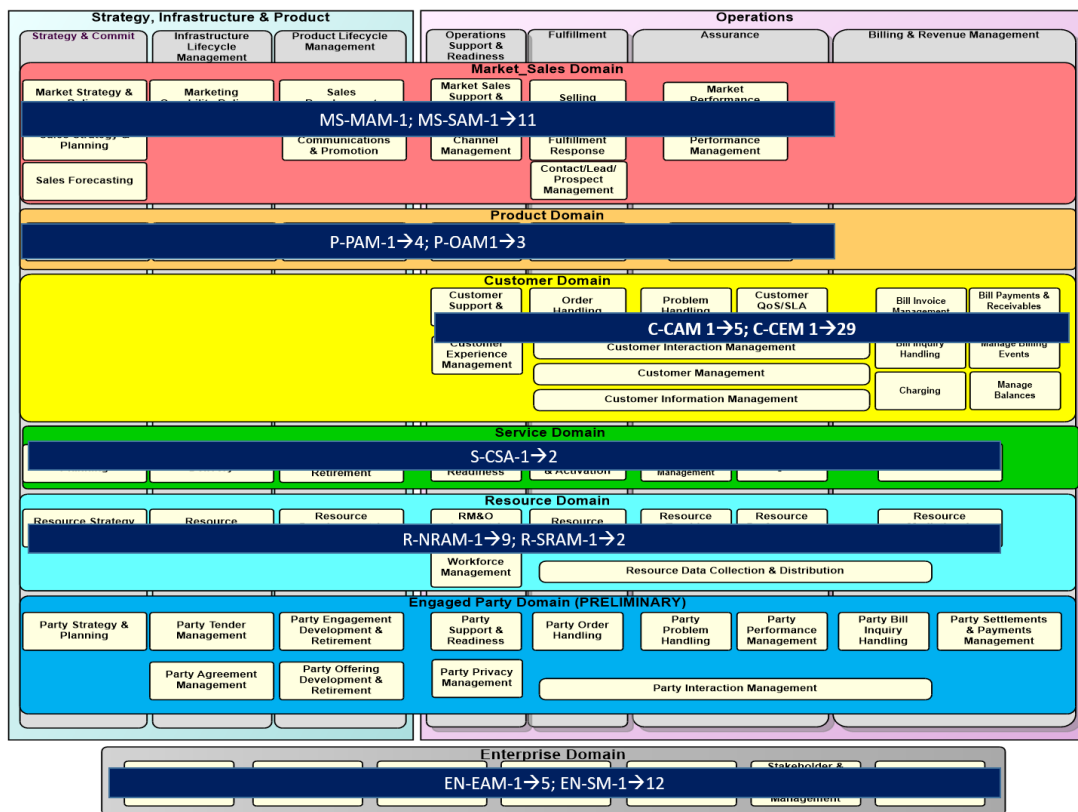 Strategy, Infrastructure & Product
Operations
Strategy & Commit
Infrastructure
Lifecycle
Management
Product Lifecycle
Management
Operations
Support &
Readiness
Fulfillment
Assurance
Billing & Revenue Management
Market_Sales Domain
Market Strategy &
Marketing
Sales
Market Sales
Support &
Selling
Market
Performance
MS-MAM-1; MS-SAM-1→11
Sales Strategy &
Planning
Communications
& Promotion
Channel
Management
Fulfillment
Response
Performance
Management
Sales Forecasting
Contact/Lead/
Prospect
Management
Product Domain
P-PAM-1→4; P-OAM1→3
Customer Domain
Customer
Support &
Order
Handling
Problem
Handling
Customer
QoS/SLA
Bill Invoice
Management
Bill Payments &
Receivables
C-CAM 1→5; C-CEM 1→29
Customer
Experience
Management
Customer Interaction Management
Bill Inquiry
Handling
Manage Billing
Events
Customer Management
Customer Information Management
Charging
Manage
Balances
Service Domain
S-CSA-1→2
Retirement
Readiness
& Activation
Management
Resource Domain
Resource Strategy
Resource
Resource
RM&O
Resource
Resource
Resource
Resource
R-NRAM-1→9; R-SRAM-1→2
Workforce
Management
Resource Data Collection & Distribution
Engaged Party Domain (PRELIMINARY)
Party Strategy &
Planning
Party Tender
Management
Party Engagement
Development &
Retirement
Party
Support &
Readiness
Party Order
Handling
Party
Problem
Handling
Party
Performance
Management
Party Bill
Inquiry
Handling
Party Settlements
& Payments
Management
Party Agreement
Management
Party Offering
Development &
Retirement
Party Privacy
Management
Party Interaction Management
Enterprise Domain
Stakeholder &
EN-EAM-1→5; EN-SM-1→12
Management